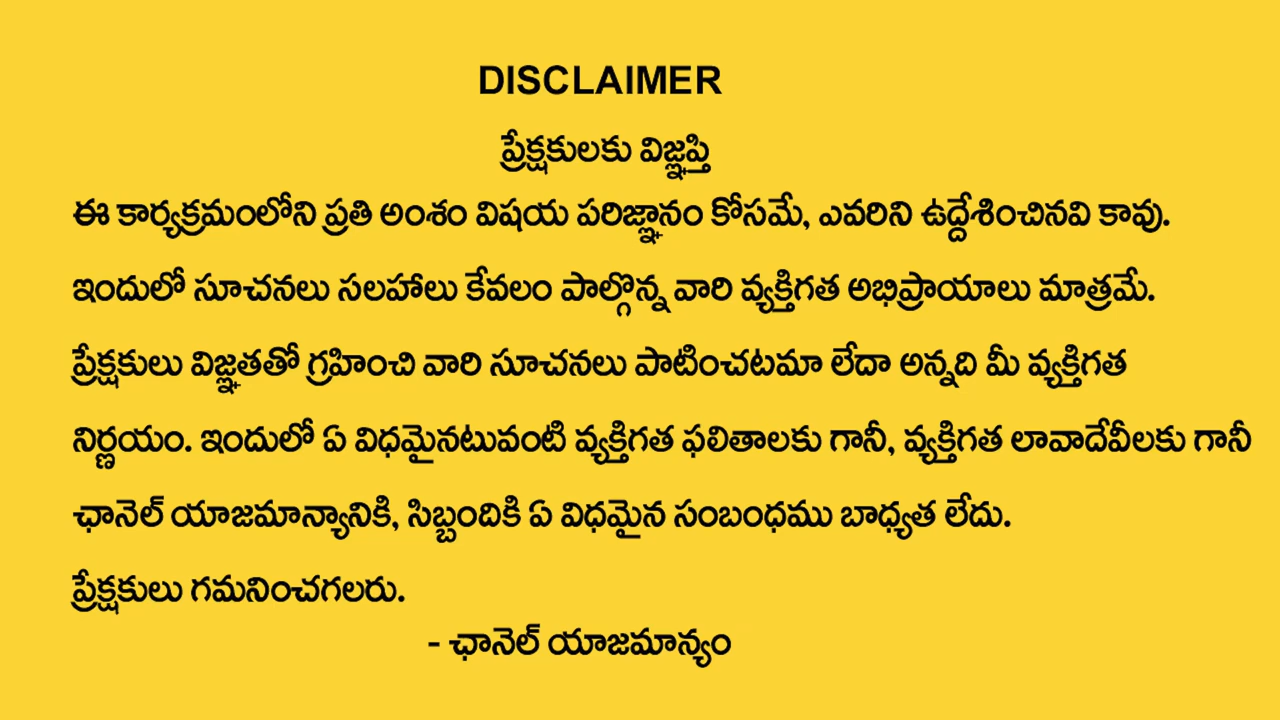 DISCLAIMER
ప్రేక్షకులకు విజ్ఞప్తి
ఈ కార్యక్రమంలోని ప్రతి అంశం విషయ పరిజ్ఞానం కోసమే, ఎవరిని ఉద్దేశించినవి కావు.
ఇందులో సూచనలు సలహాలు కేవలం పాల్గొన్న వారి వ్యక్తిగత అభిప్రాయాలు మాత్రమే.
ప్రేక్షకులు విజ్ఞతతో గ్రహించి వారి సూచనలు పాటించటమా లేదా అన్నది మీ వ్యక్తిగత
నిర్ణయం. ఇందులో ఏ విధమైనటువంటి వ్యక్తిగత ఫలితాలకు గానీ, వ్యక్తిగత లావాదేవీలకు గానీ
ఛానెల్ యాజమాన్యానికి, సిబ్బందికి ఏ విధమైన సంబంధము బాధ్యత లేదు.
ప్రేక్షకులు గమనించగలరు.
- ఛానెల్ యాజమాన్యం